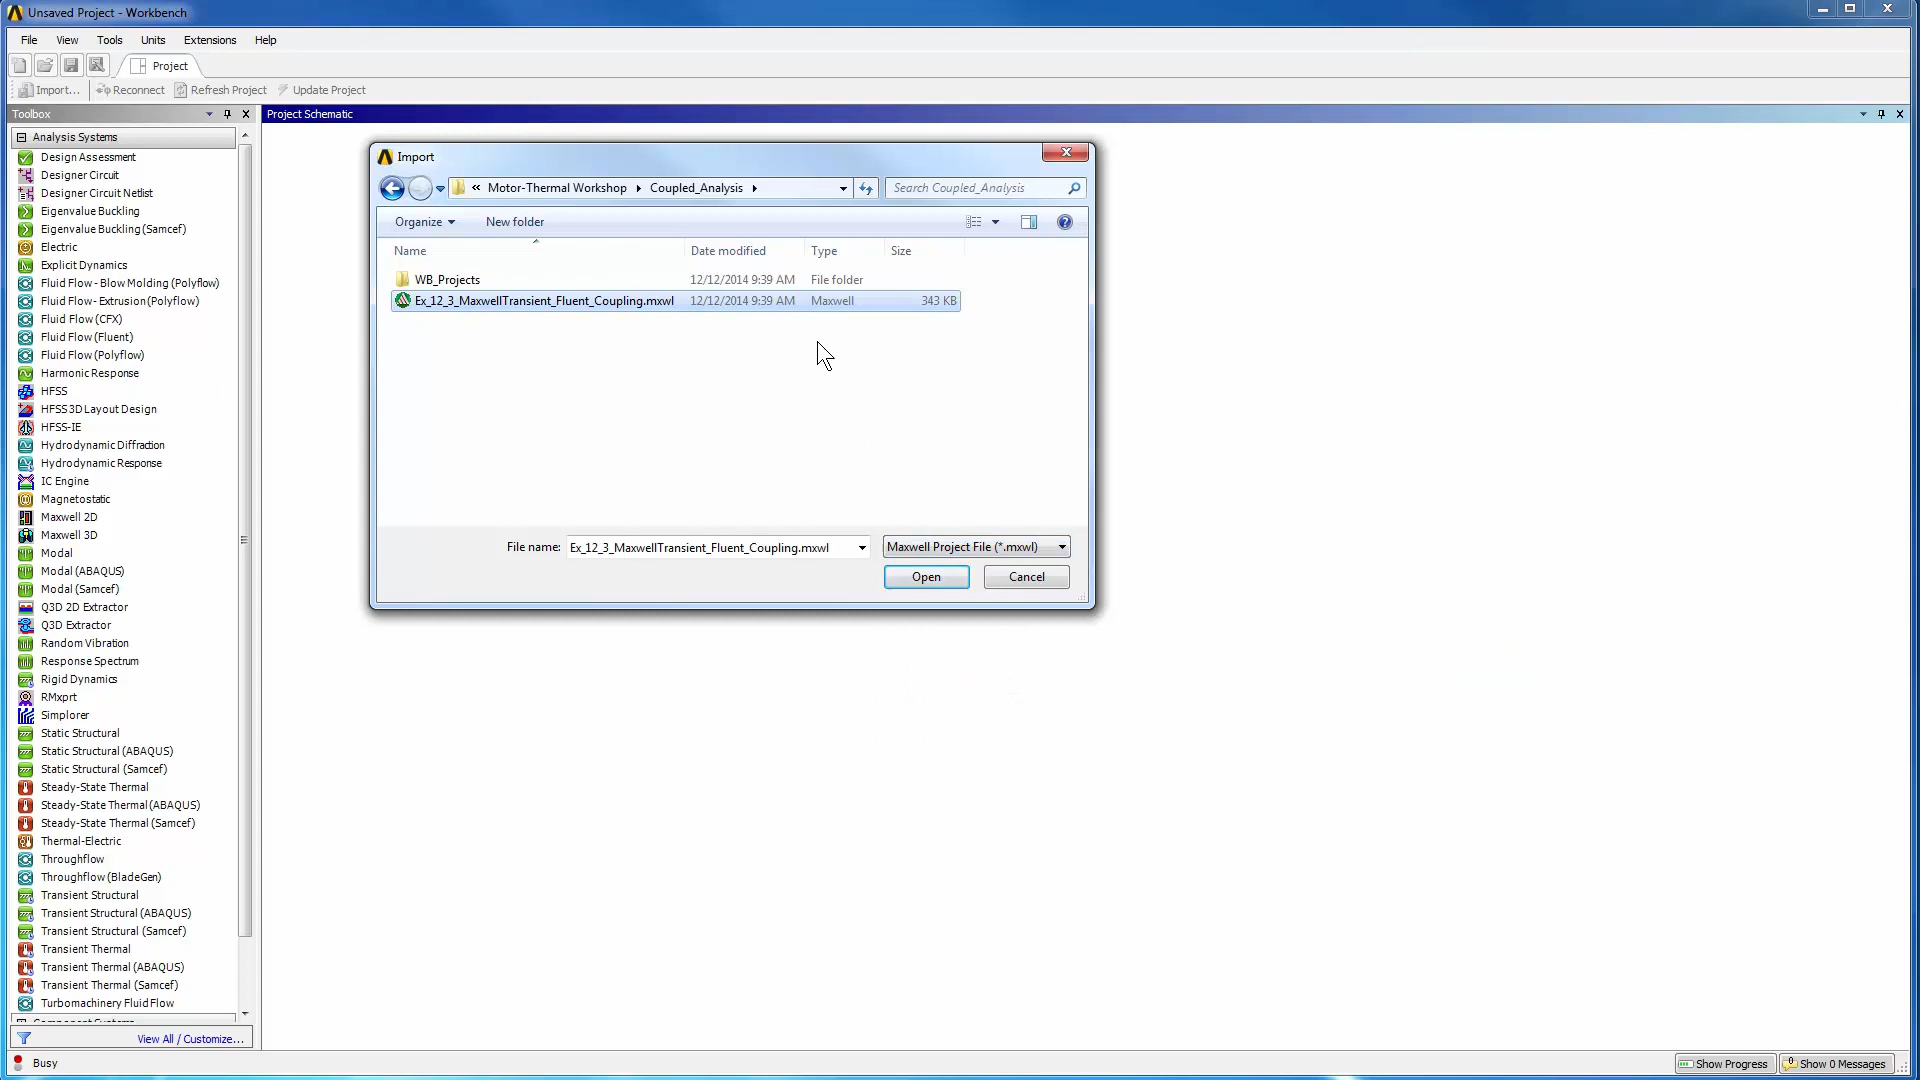 Unsaved Project - Workbench
File View Tools Units Extensions Help
Project
Import... Reconnect Refresh Project Update Project
Toolbox
Project Schematic
Analysis Systems
Design Assessment
Designer Circuit
Designer Circuit Netlist
Eigenvalue Buckling
Eigenvalue Buckling (Samcef)
Electric
Explicit Dynamics
Fluid Flow - Blow Molding (Polyflow)
Fluid Flow - Extrusion (Polyflow)
Fluid Flow (CFX)
Fluid Flow (Fluent)
Fluid Flow (Polyflow)
Harmonic Response
HFSS
HFSS 3D Layout Design
HFSS-IE
Hydrodynamic Diffraction
Hydrodynamic Response
IC Engine
Magnetostatic
Maxwell 2D
Maxwell 3D
Modal
Modal (ABAQUS)
Modal (Samcef)
Q3D 2D Extractor
Q3D Extractor
Random Vibration
Response Spectrum
Rigid Dynamics
RMxprt
Simplorer
Static Structural
Static Structural (ABAQUS)
Static Structural (Samcef)
Steady-State Thermal
Steady-State Thermal (ABAQUS)
Steady-State Thermal (Samcef)
Thermal-Electric
Throughflow
Throughflow (BladeGen)
Transient Structural
Transient Structural (ABAQUS)
Transient Structural (Samcef)
Transient Thermal
Transient Thermal (ABAQUS)
Transient Thermal (Samcef)
Turbomachinery Fluid Flow
View All / Customize...
Import
« Motor-Thermal Workshop Coupled_Analysis
Search Coupled_Analysis
Organize New folder
Name Date modified Type Size
WB_Projects 12/12/2014 9:39 AM File folder
Ex_12_3_MaxwellTransient_Fluent_Coupling.mxwl 12/12/2014 9:39 AM Maxwell 343 KB
File name: Ex_12_3_MaxwellTransient_Fluent_Coupling.mxwl Maxwell Project File (*.mxwl)
Open Cancel
Busy
Show Progress Show 0 Messages